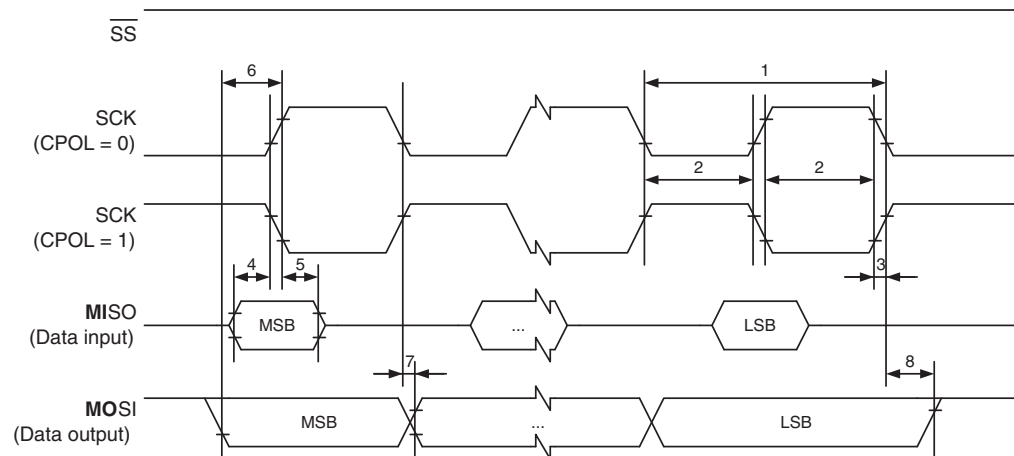 SS
6
1
SCK
(CPOL = 0)
2
2
SCK
(CPOL = 1)
4
5
3
MISO
(Data input)
MSB
...
LSB
7
8
MOSI
(Data output)
MSB
...
LSB